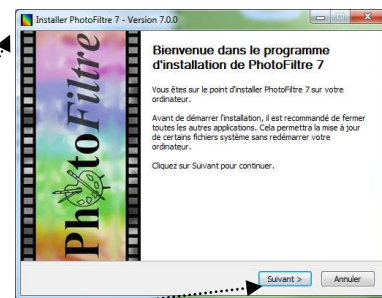 Installer PhotoFiltre 7 - Version 7.0.0
PhotoFiltre
Bienvenue dans le programme
d'installation de PhotoFiltre 7
Vous êtes sur le point d'installer PhotoFiltre 7 sur votre
ordinateur.
Avant de démarrer l'installation, il est recommandé de fermer
toutes les autres applications. Cela permettra la mise à jour
de certains fichiers système sans redémarrer votre
ordinateur.
Cliquez sur Suivant pour continuer.
Suivant >
Annuler